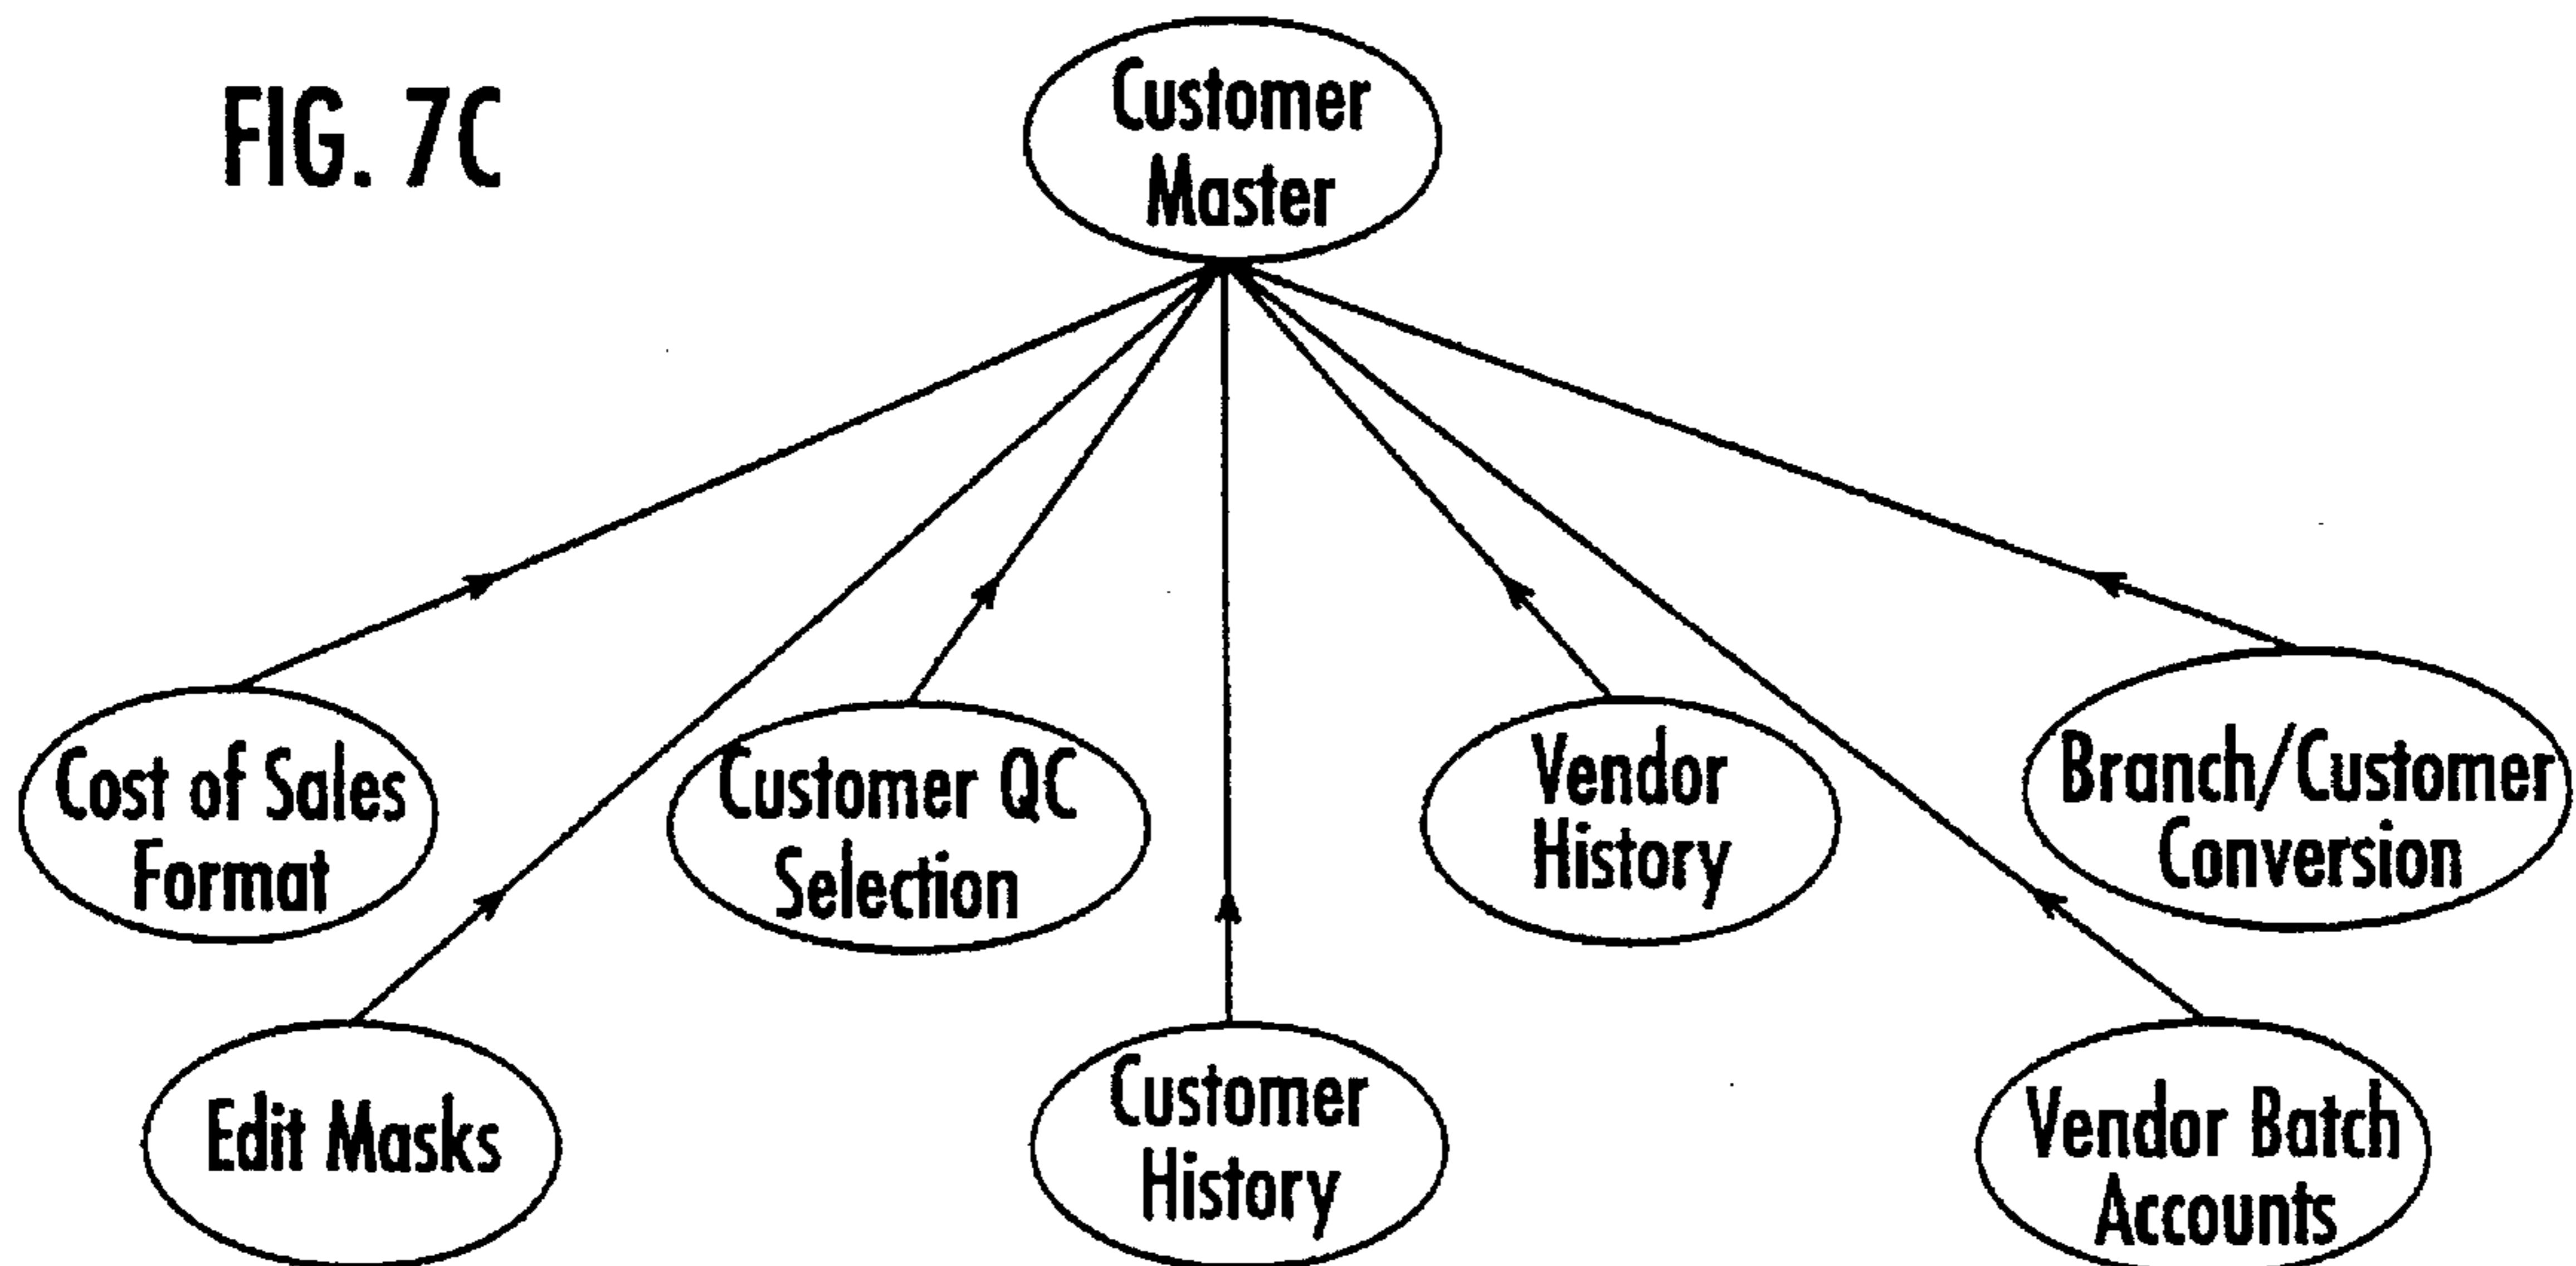 FIG. 7C
Customer
Master
Cost of Sales
Format
Customer QC
Selection
Vendor
History
Branch/Customer
Conversion
Edit Masks
Customer
History
Vendor Batch
Accounts